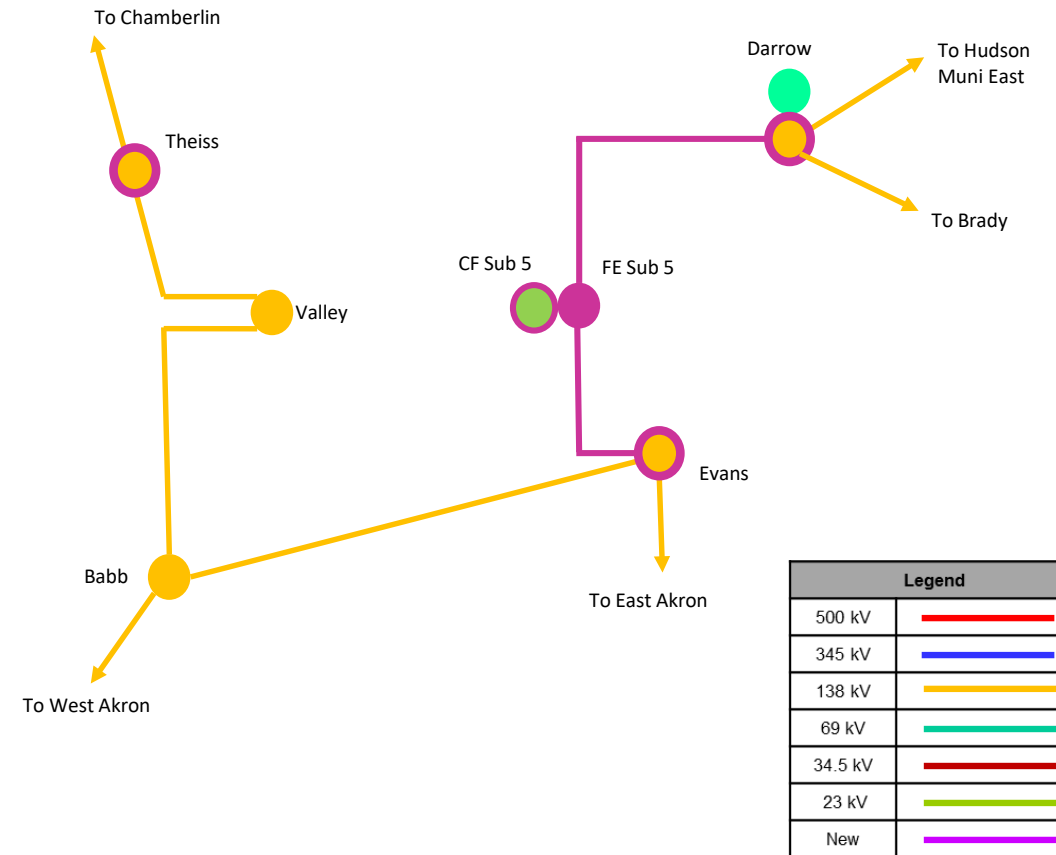 To Chamberlin
Darrow
To Hudson
Muni East
Theiss
To Brady
CF Sub 5
FE Sub 5
Valley
Evans
Babb
To East Akron
To West Akron
Legend
500 kV
345 kV
138 kV
69 kV
34.5 kV
23 kV
New